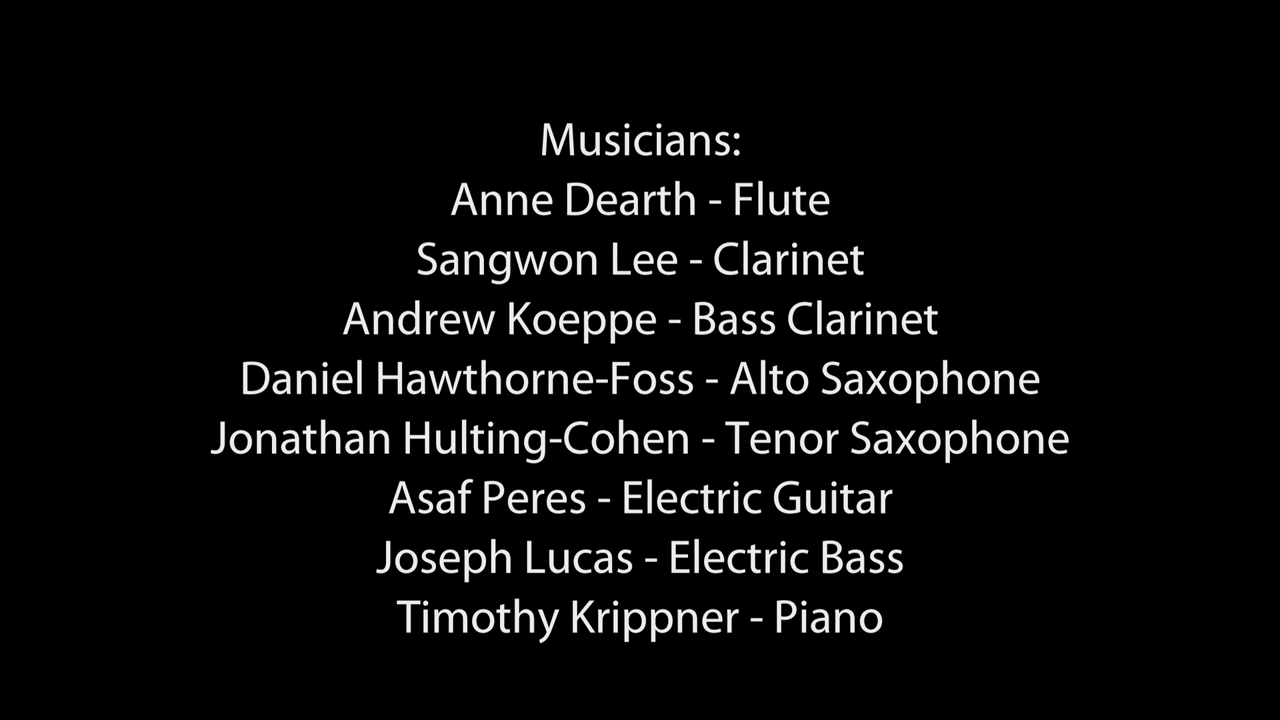 Musicians:
Anne Dearth - Flute
Sangwon Lee - Clarinet
Andrew Koeppe - Bass Clarinet
Daniel Hawthorne-Foss - Alto Saxophone
Jonathan Hulting-Cohen - Tenor Saxophone
Asaf Peres - Electric Guitar
Joseph Lucas - Electric Bass
Timothy Krippner - Piano